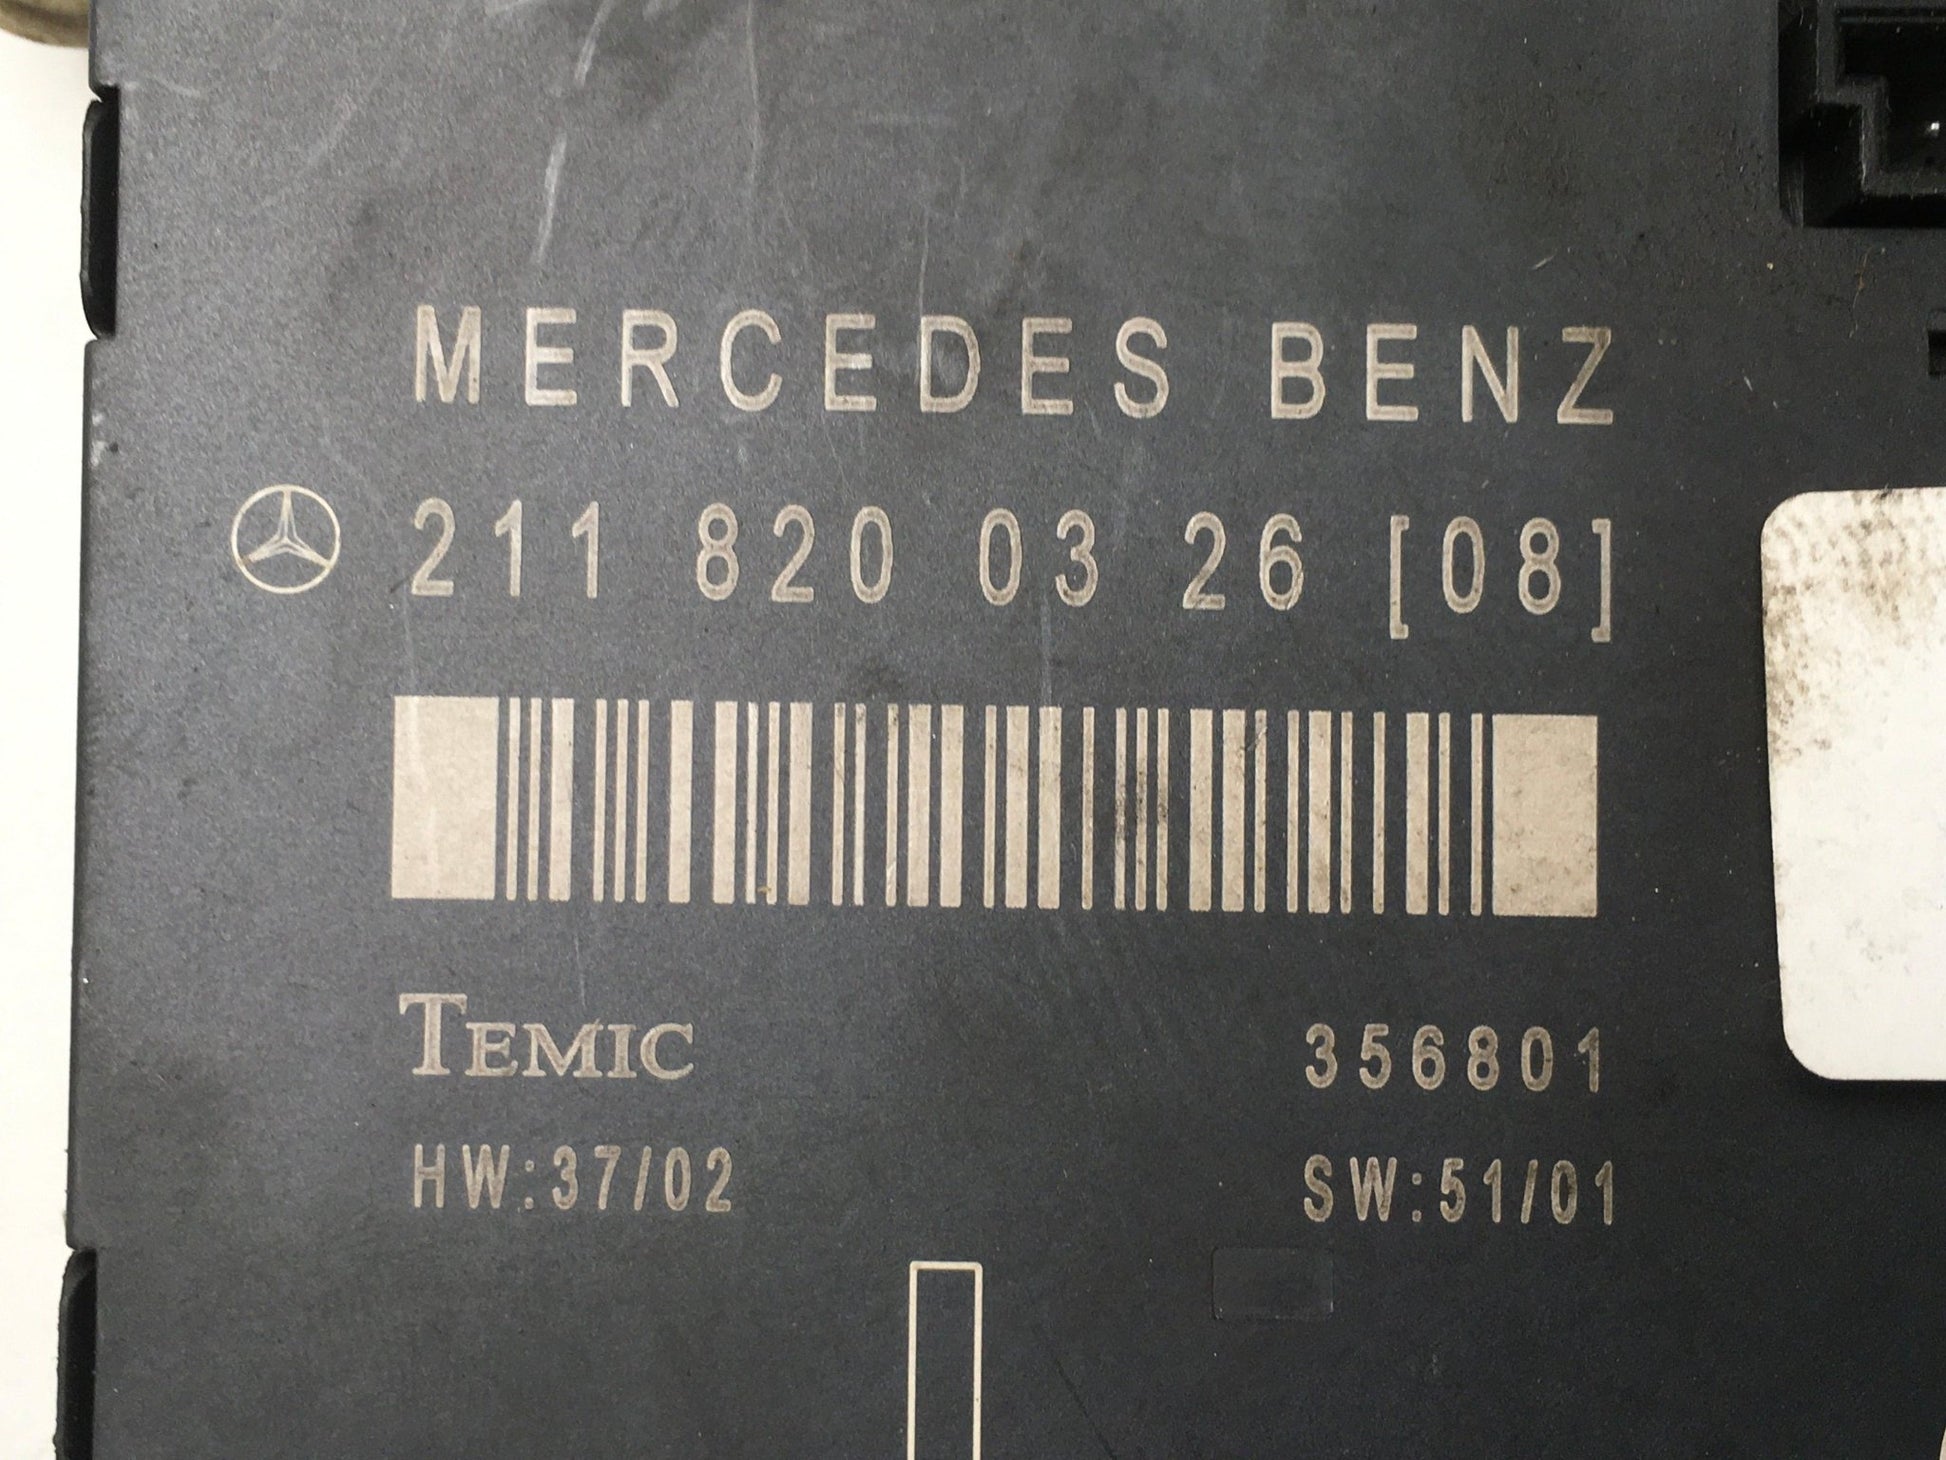 MERCEDES BENZ
211 820 03 26 [08]
TEMIC 356801
HW:37/02 SW:51/01